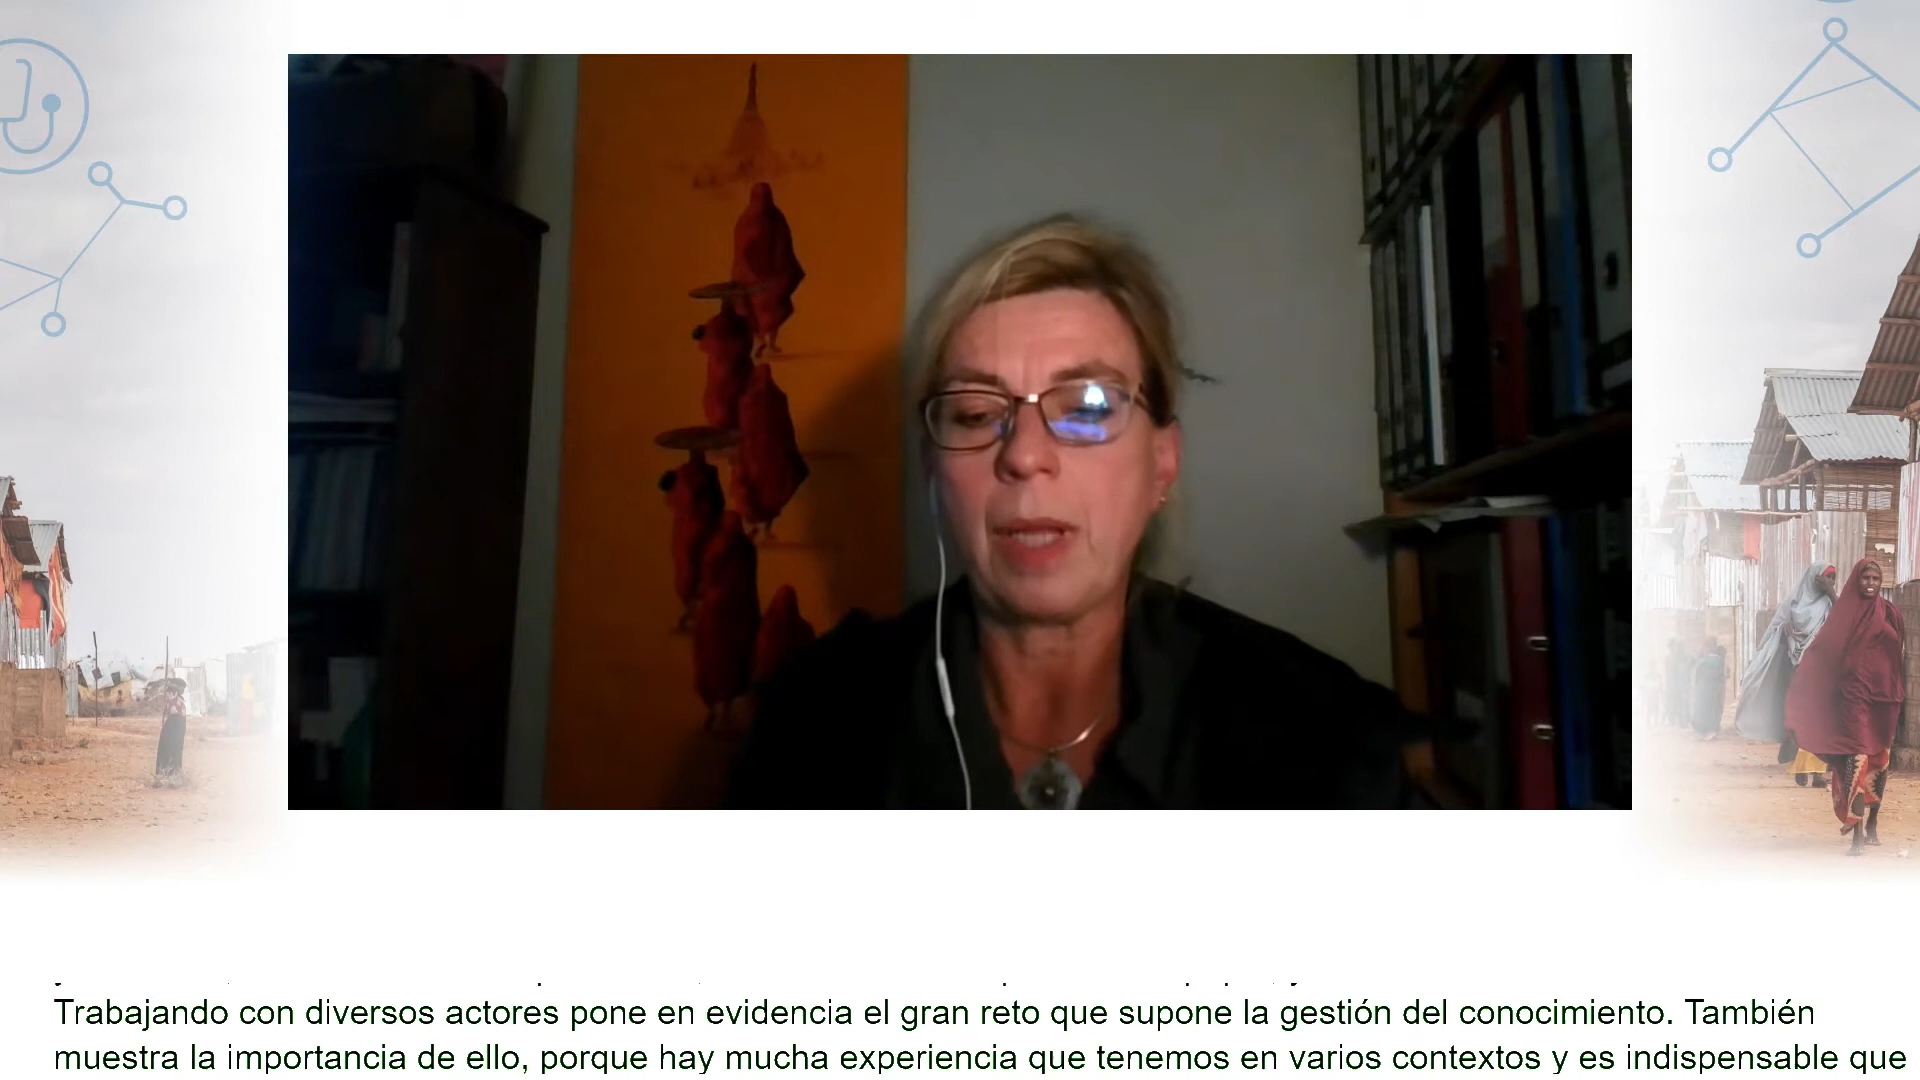 Trabajando con diversos actores pone en evidencia el gran reto que supone la gestión del conocimiento. También
muestra la importancia de ello, porque hay mucha experiencia que tenemos en varios contextos y es indispensable que